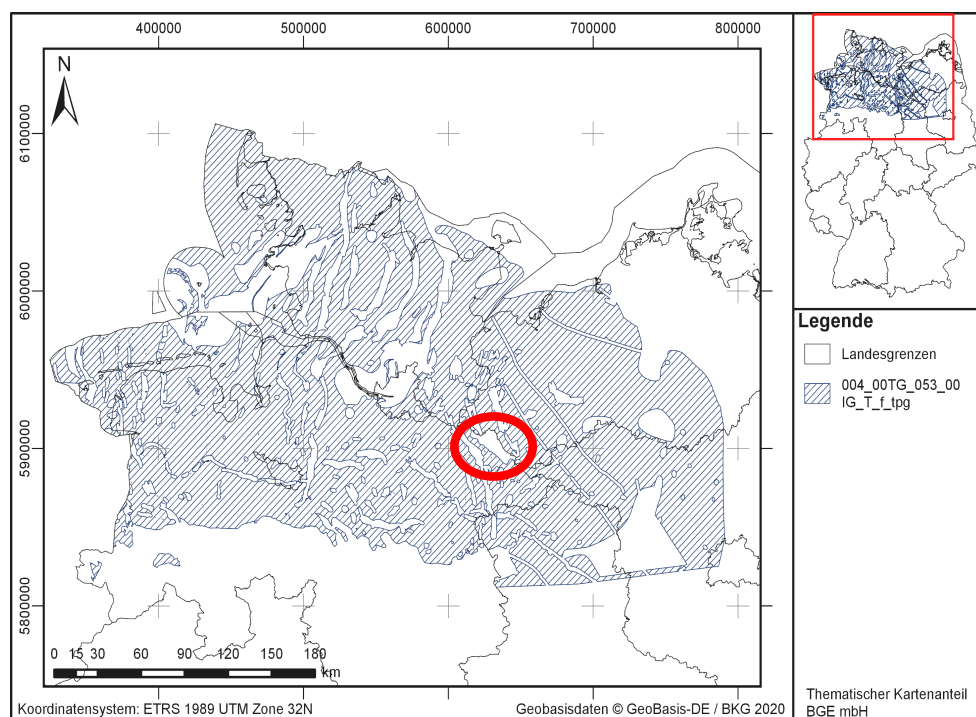 400000 500000 600000 700000 800000
N
6100000
6000000
5900000
5800000
0 15 30 60 90 120 150 180
km
Koordinatensystem: ETRS 1989 UTM Zone 32N
Geobasisdaten © GeoBasis-DE / BKG 2020
Legende
Landesgrenzen
004_00TG_053_00
IG_T_f_tpg
Thematischer Kartenanteil
BGE mbH